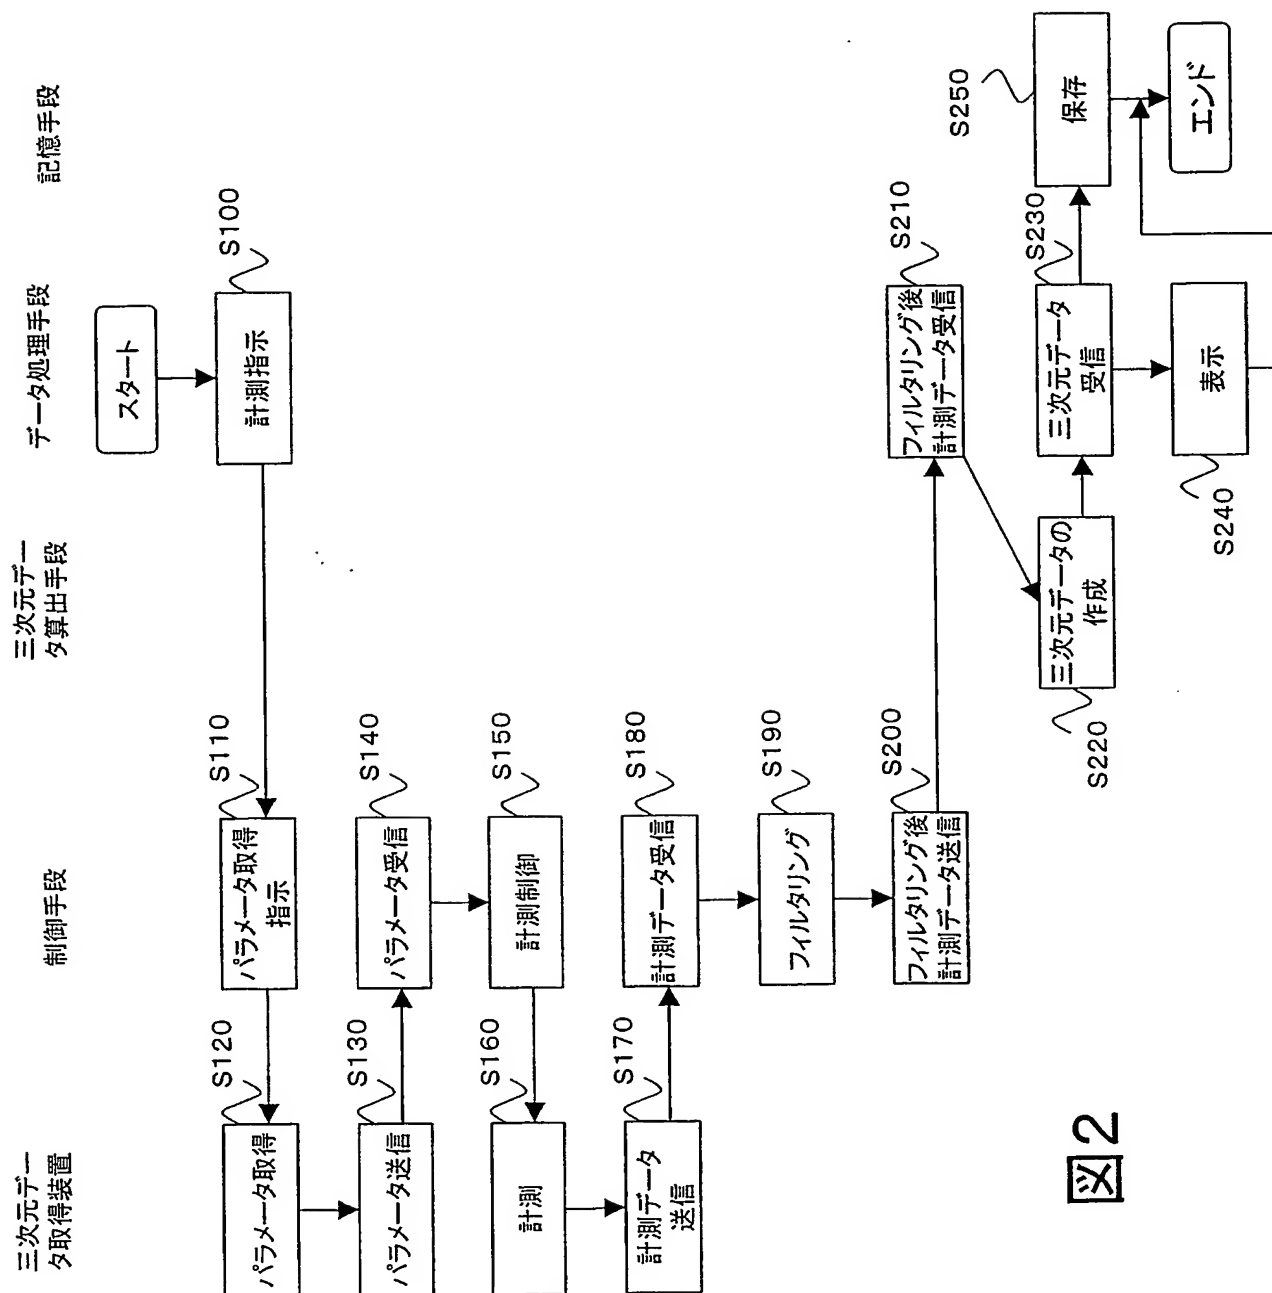 三次元デー
タ取得装置
制御手段
三次元デー
タ算出手段
データ処理手段
記憶手段
スタート
計測指示
S100
パラメータ取得
指示
S110
パラメータ取得
S120
パラメータ送信
S130
パラメータ受信
S140
計測制御
S150
計測
S160
計測データ
送信
S170
計測データ受信
S180
フィルタリング
S190
フィルタリング後
計測データ送信
S200
フィルタリング後
計測データ受信
S210
三次元データの
作成
S220
三次元データ
受信
S230
表示
S240
保存
S250
エンド
図2